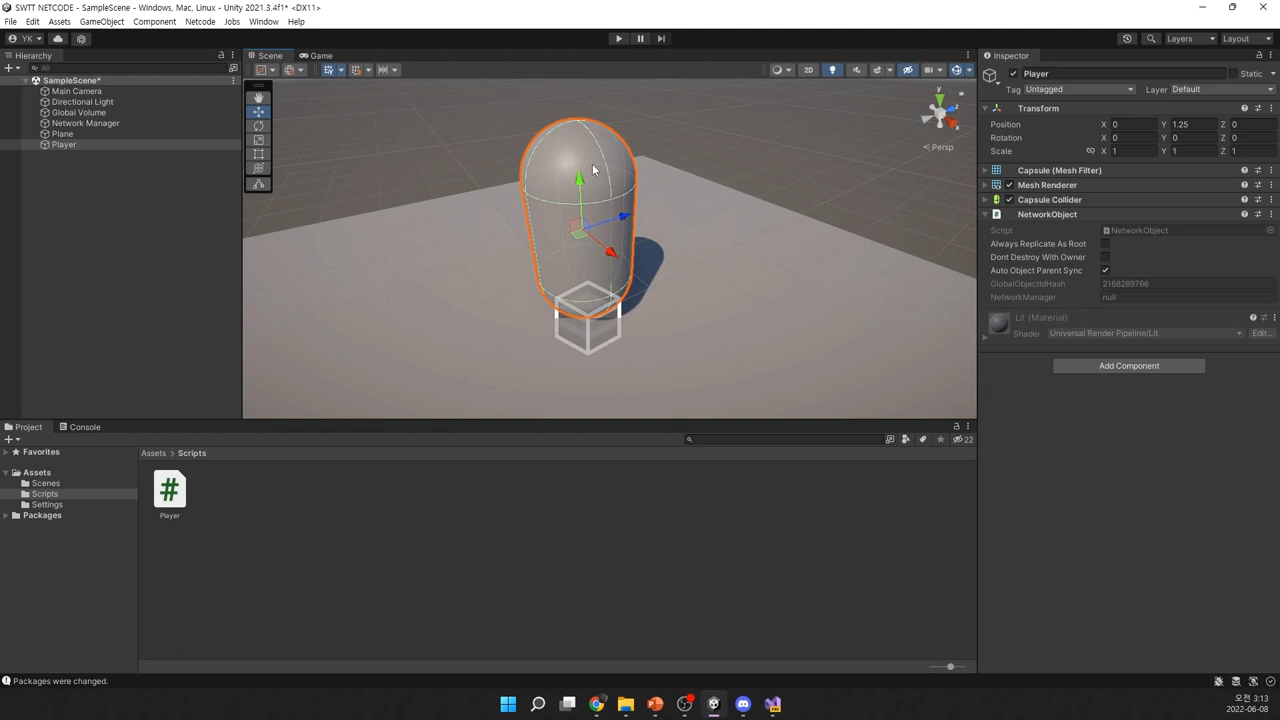 SWTT NETCODE - SampleScene - Windows, Mac, Linux - Unity 2021.3.4f1* <DX11>
File Edit Assets GameObject Component Netcode Jobs Window Help
YK Layers Layout
Hierarchy
All
SampleScene*
Main Camera
Directional Light
Global Volume
Network Manager
Plane
Player
Scene Game
2D
y
z
x
Persp
Inspector
Player Static
Tag Untagged Layer Default
Transform
Position X 0 Y 1.25 Z 0
Rotation X 0 Y 0 Z 0
Scale X 1 Y 1 Z 1
Capsule (Mesh Filter)
Mesh Renderer
Capsule Collider
NetworkObject
Script NetworkObject
Always Replicate As Root
Dont Destroy With Owner
Auto Object Parent Sync
GlobalObjectIdHash 2168289766
NetworkManager null
Lit (Material)
Shader Universal Render Pipeline/Lit Edit...
Add Component
Project Console
22
Favorites
Assets
Scenes
Scripts
Settings
Packages
Assets > Scripts
#
Player
Packages were changed.
오전 3:13
2022-06-08